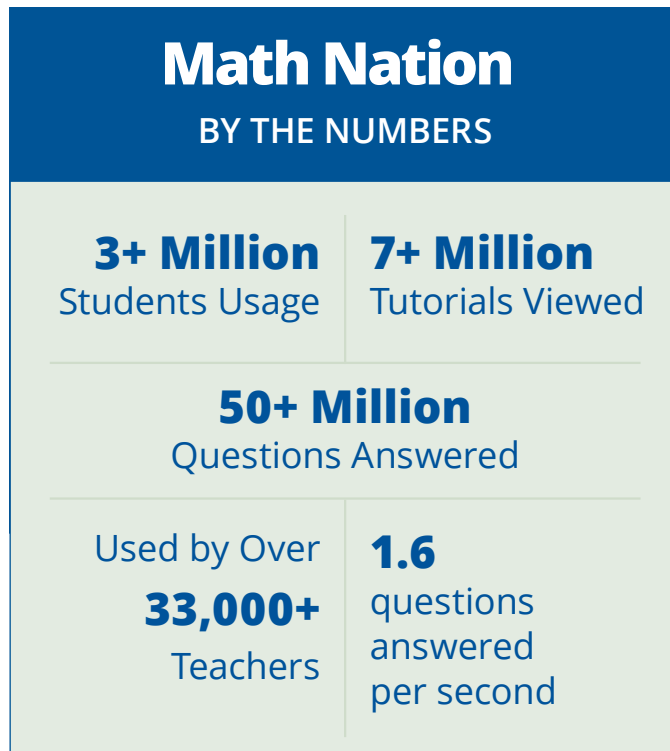 Math Nation
BY THE NUMBERS
3+ Million
Students Usage
7+ Million
Tutorials Viewed
50+ Million
Questions Answered
Used by Over
33,000+
Teachers
1.6
questions
answered
per second